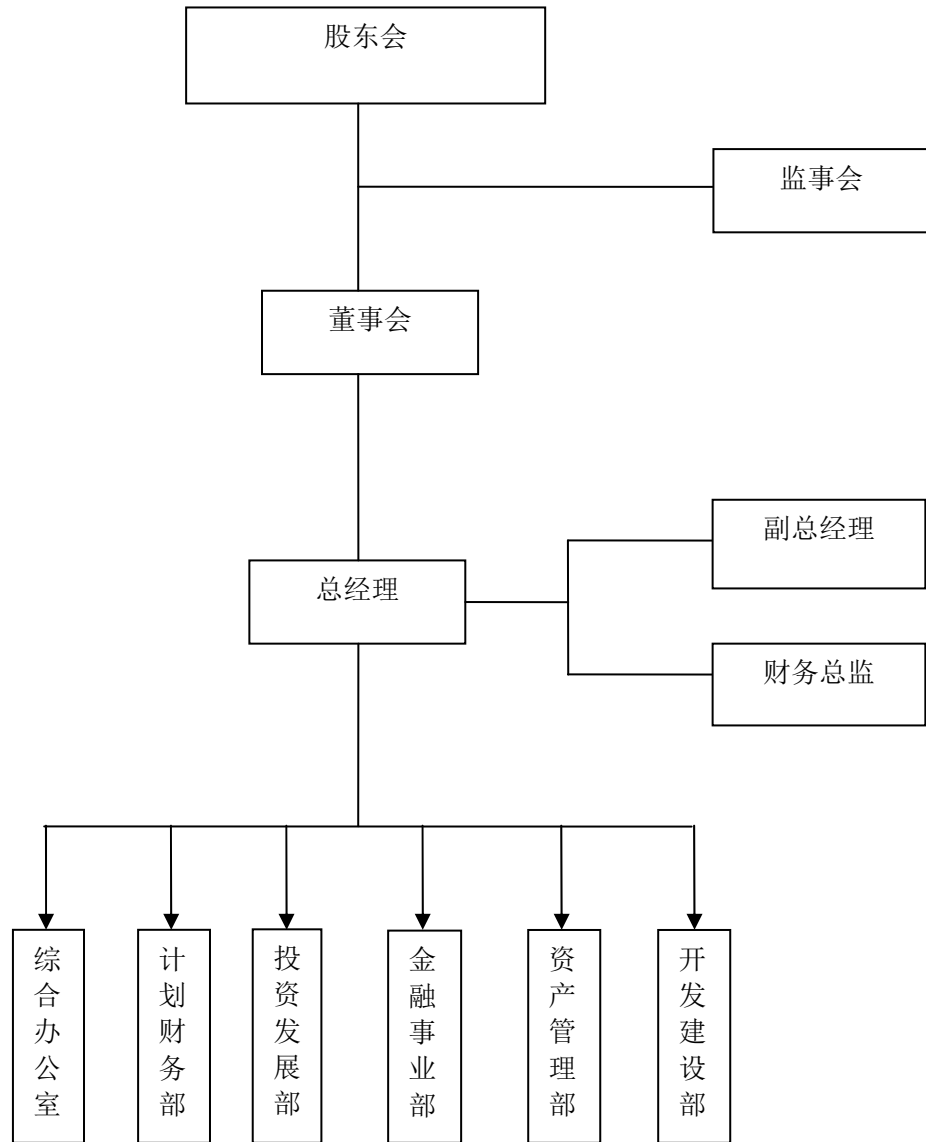 股东会
监事会
董事会
副总经理
总经理
财务总监
综合办公室
计划财务部
投资发展部
金融事业部
资产管理部
开发建设部